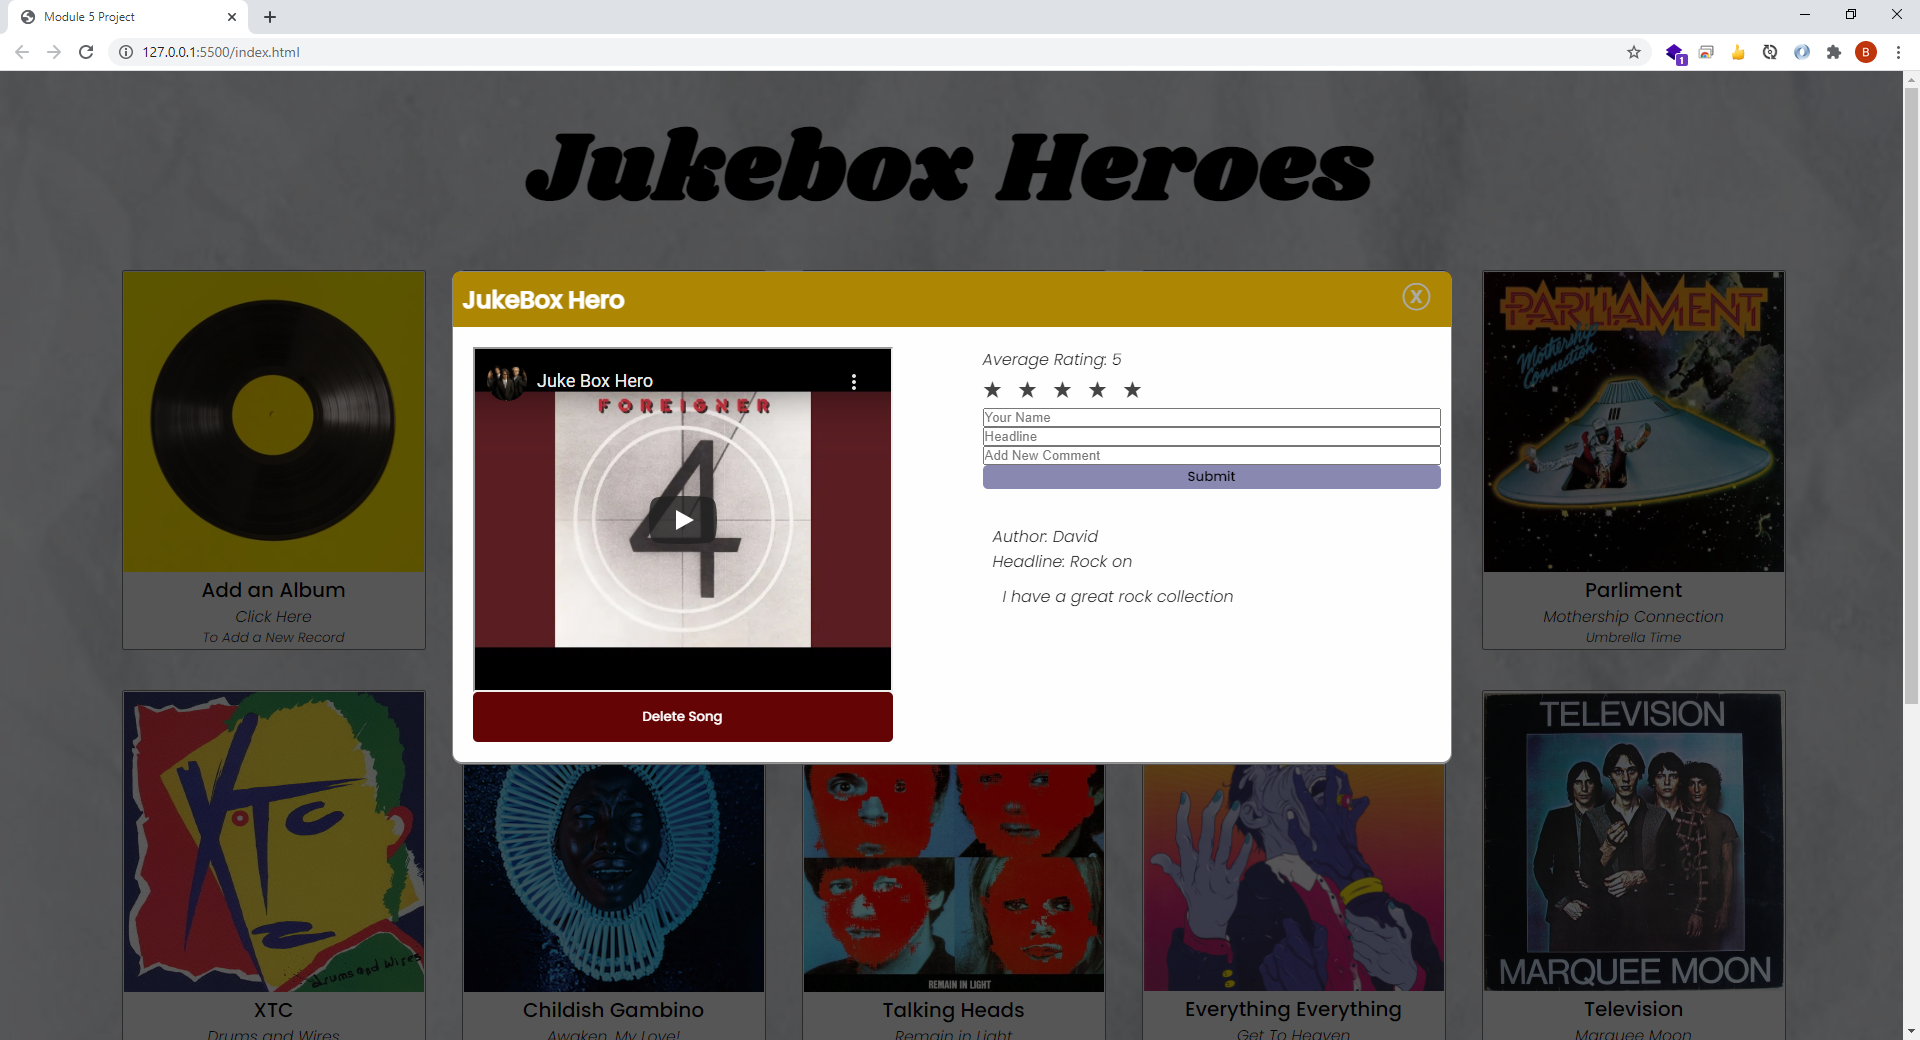 Module 5 Project
127.0.0.1:5500/index.html
1
B
Jukebox Heroes
JukeBox Hero
X
Juke Box Hero
FOREIGNER
4
Delete Song
Average Rating: 5
Your Name
Headline
Add New Comment
Submit
Author: David
Headline: Rock on
I have a great rock collection
Add an Album
Click Here
To Add a New Record
PARLIAMENT
Mothership
Connection
Parliment
Mothership Connection
Umbrella Time
XTC
drums and wires
XTC
Drums and Wires
Childish Gambino
Awaken, My Love!
REMAIN IN LIGHT
Talking Heads
Remain in Light
Everything Everything
Get To Heaven
TELEVISION
MARQUEE MOON
Television
Marquee Moon